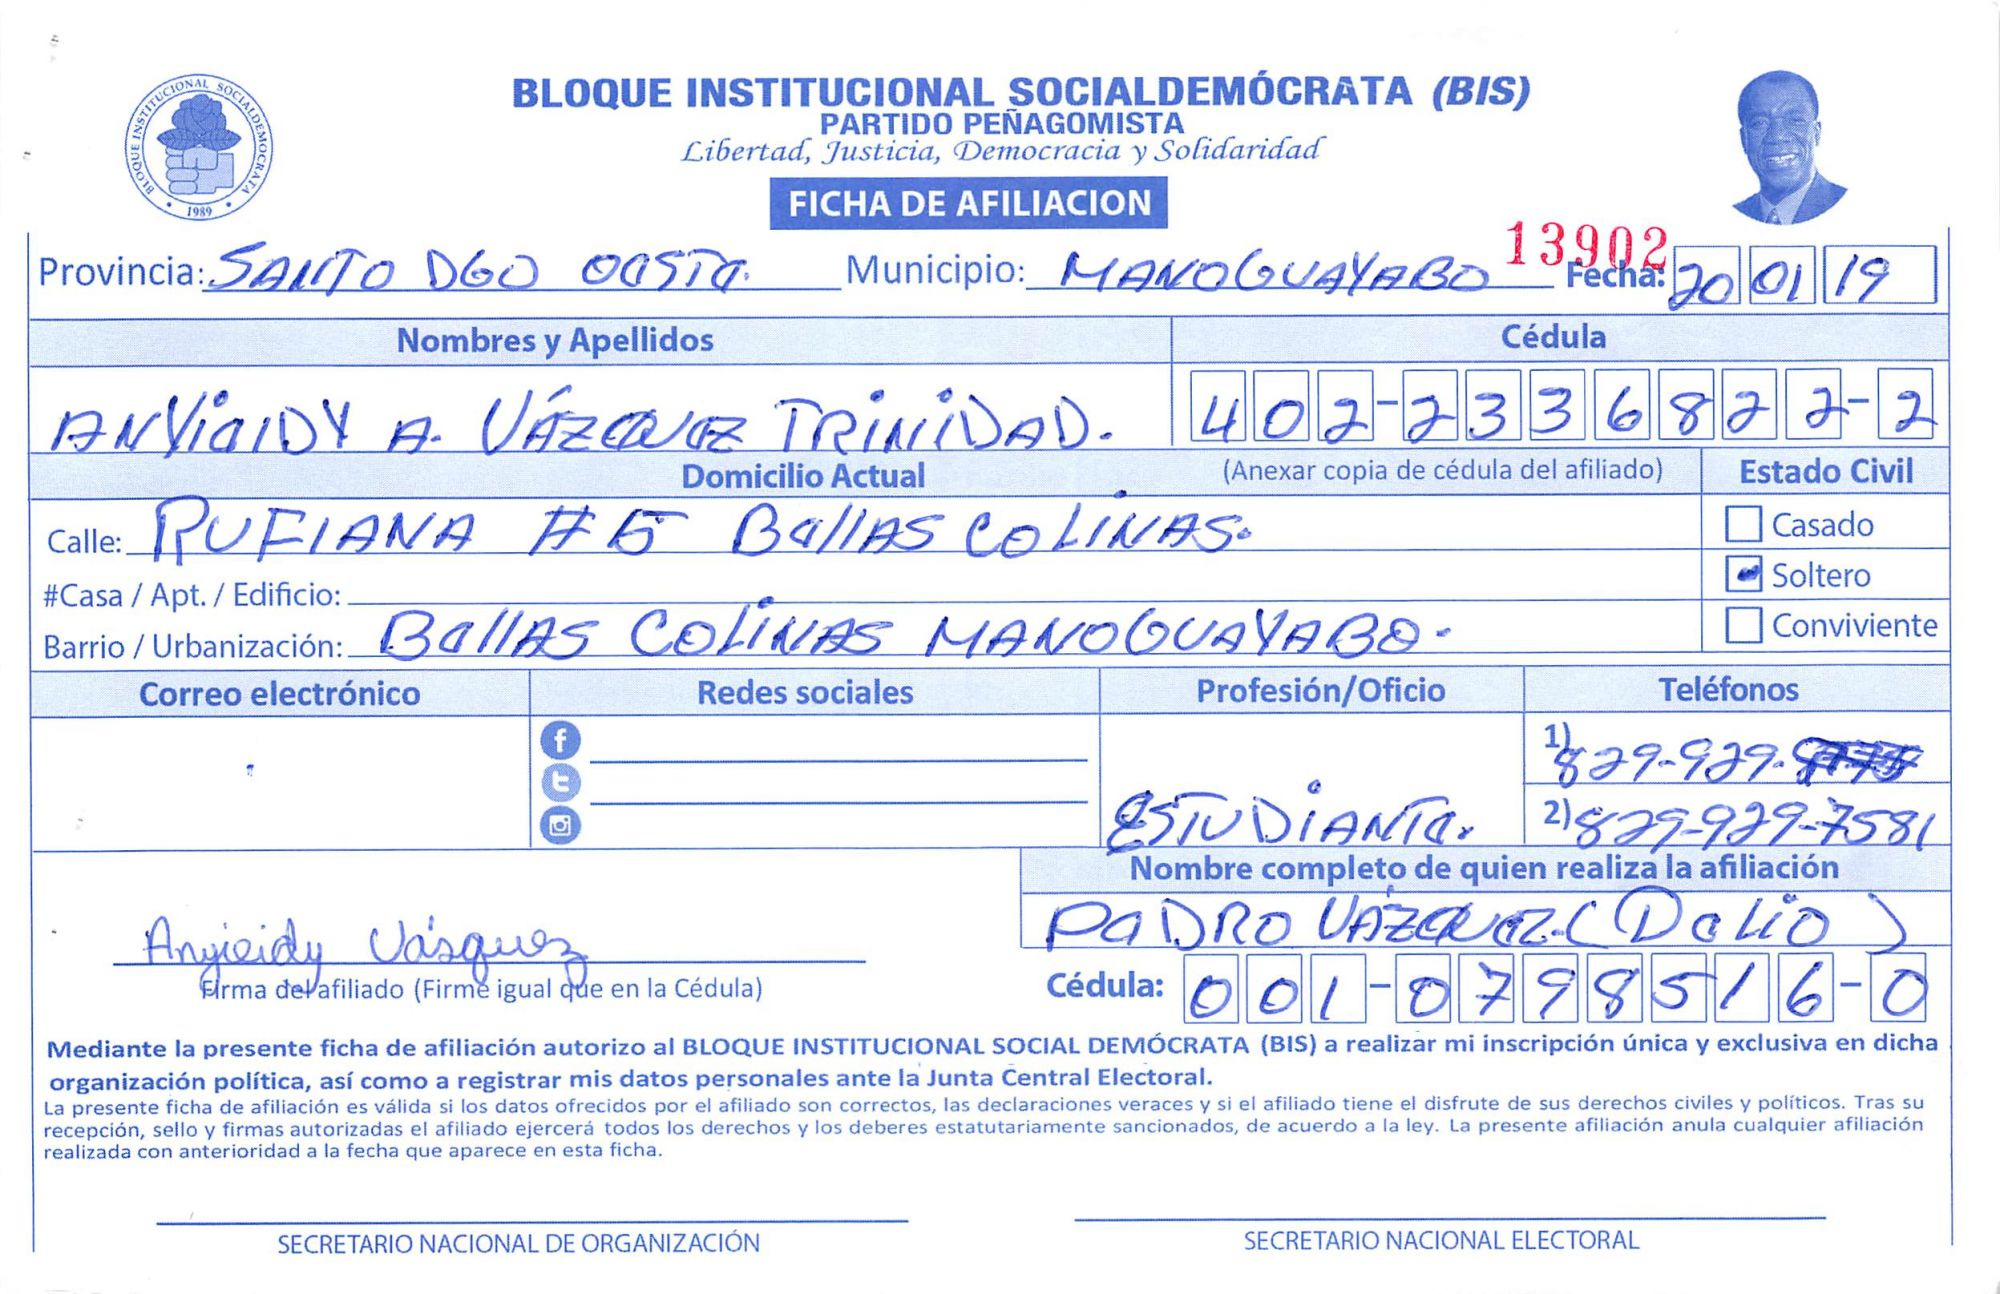 BLOQUE INSTITUCIONAL SOCIALDEMÓCRATA (BIS)
PARTIDO PEÑAGOMISTA
Libertad, Justicia, Democracia y Solidaridad
BLOQUE INSTITUCIONAL SOCIALDEMOCRATA
1989
FICHA DE AFILIACION
13902
Provincia: SANTO DGO OESTE. Municipio: MANOGUAYABO Fecha: 20 01 19
Nombres y Apellidos Cédula
ANYIEIDY A. VÁZQUEZ TRINIDAD. 402-2336822-2
Domicilio Actual (Anexar copia de cédula del afiliado) Estado Civil
Calle: RUFIANA #5 BellAS COLINAS. Casado
#Casa / Apt. / Edificio: Soltero
Barrio / Urbanización: BellAS COLINAS MANOGUAYABO. Conviviente
Correo electrónico Redes sociales Profesión/Oficio Teléfonos
1) 829-929-
ESTUDIANTE. 2) 829-929-7581
Nombre completo de quien realiza la afiliación
PEDRO VÁZQUEZ. (DELIO)
Anyieidy Vásquez
Firma del afiliado (Firme igual que en la Cédula) Cédula: 001-0798516-0
Mediante la presente ficha de afiliación autorizo al BLOQUE INSTITUCIONAL SOCIAL DEMÓCRATA (BIS) a realizar mi inscripción única y exclusiva en dicha
organización política, así como a registrar mis datos personales ante la Junta Central Electoral.
La presente ficha de afiliación es válida si los datos ofrecidos por el afiliado son correctos, las declaraciones veraces y si el afiliado tiene el disfrute de sus derechos civiles y políticos. Tras su
recepción, sello y firmas autorizadas el afiliado ejercerá todos los derechos y los deberes estatutariamente sancionados, de acuerdo a la ley. La presente afiliación anula cualquier afiliación
realizada con anterioridad a la fecha que aparece en esta ficha.
SECRETARIO NACIONAL DE ORGANIZACIÓN SECRETARIO NACIONAL ELECTORAL